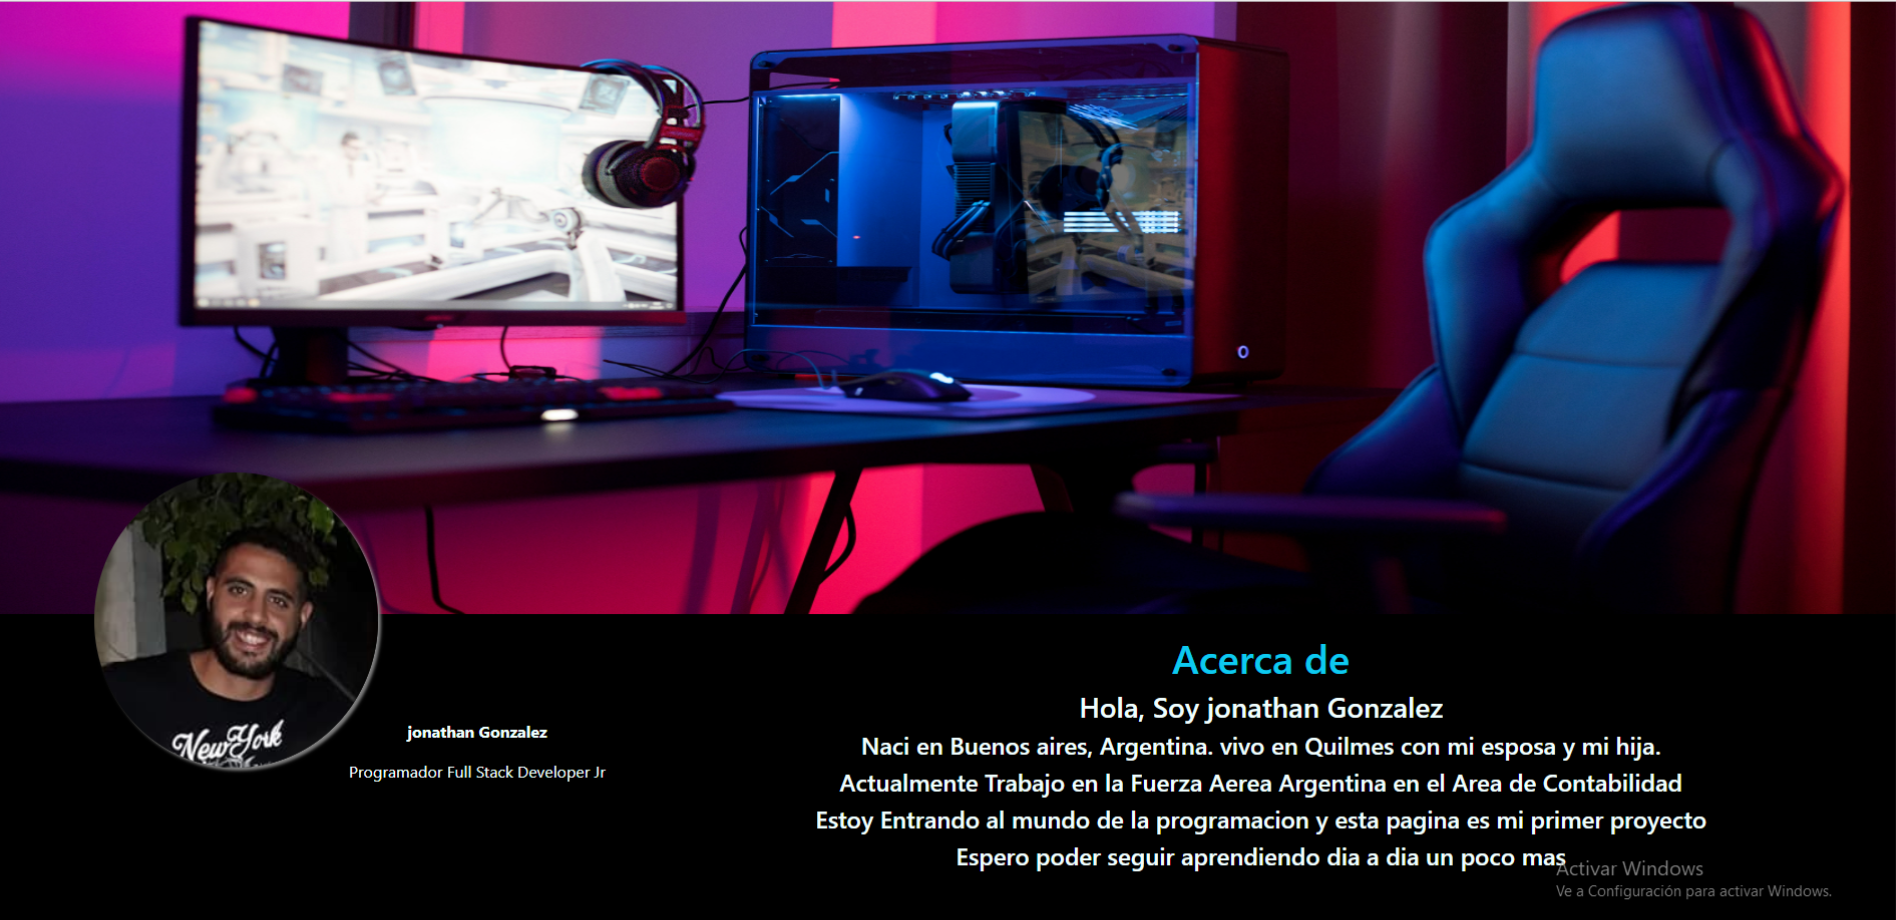 New York
jonathan Gonzalez
Programador Full Stack Developer Jr
Acerca de
Hola, Soy jonathan Gonzalez
Naci en Buenos aires, Argentina. vivo en Quilmes con mi esposa y mi hija.
Actualmente Trabajo en la Fuerza Aerea Argentina en el Area de Contabilidad
Estoy Entrando al mundo de la programacion y esta pagina es mi primer proyecto
Espero poder seguir aprendiendo dia a dia un poco mas
Activar Windows
Ve a Configuración para activar Windows.